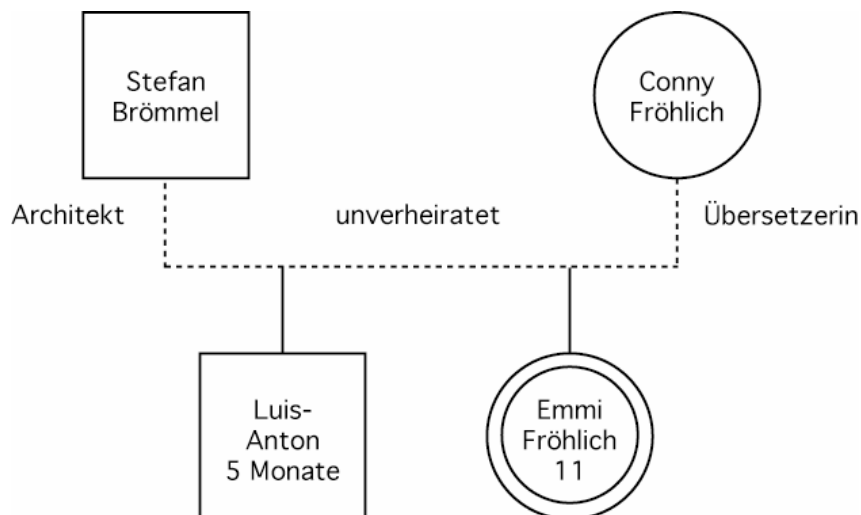 Stefan
Brömmel
Conny
Fröhlich
Architekt
unverheiratet
Übersetzerin
Luis-
Anton
5 Monate
Emmi
Fröhlich
11